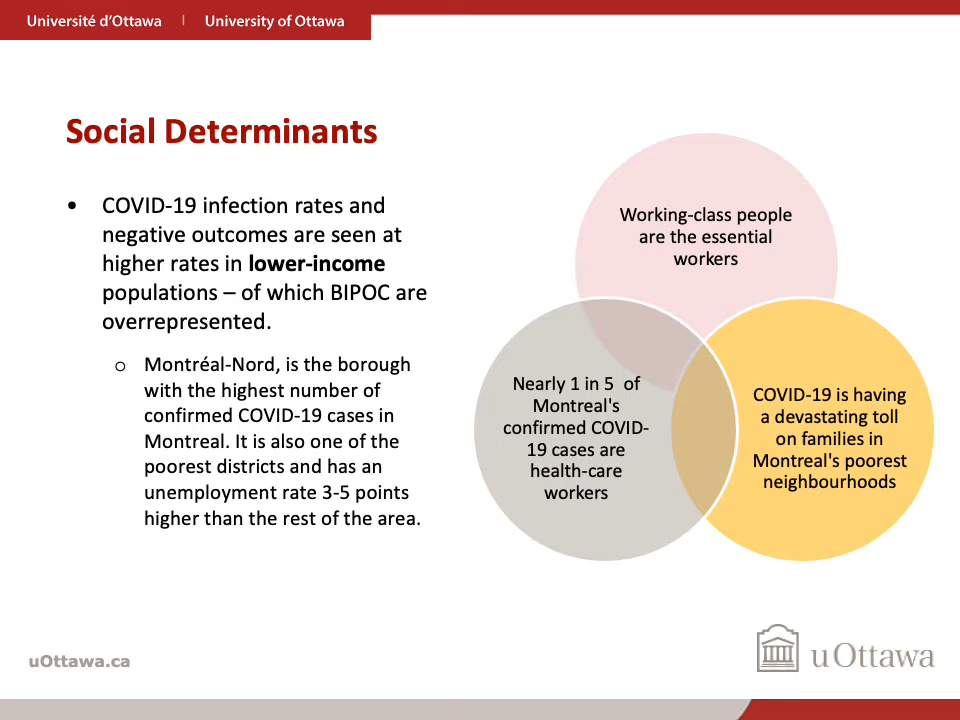 Université d'Ottawa | University of Ottawa
Social Determinants
• COVID-19 infection rates and
negative outcomes are seen at
higher rates in lower-income
populations – of which BIPOC are
overrepresented.
o Montréal-Nord, is the borough
with the highest number of
confirmed COVID-19 cases in
Montreal. It is also one of the
poorest districts and has an
unemployment rate 3-5 points
higher than the rest of the area.
Working-class people
are the essential
workers
Nearly 1 in 5 of
Montreal's
confirmed COVID-
19 cases are
health-care
workers
COVID-19 is having
a devastating toll
on families in
Montreal's poorest
neighbourhoods
uOttawa.ca
uOttawa